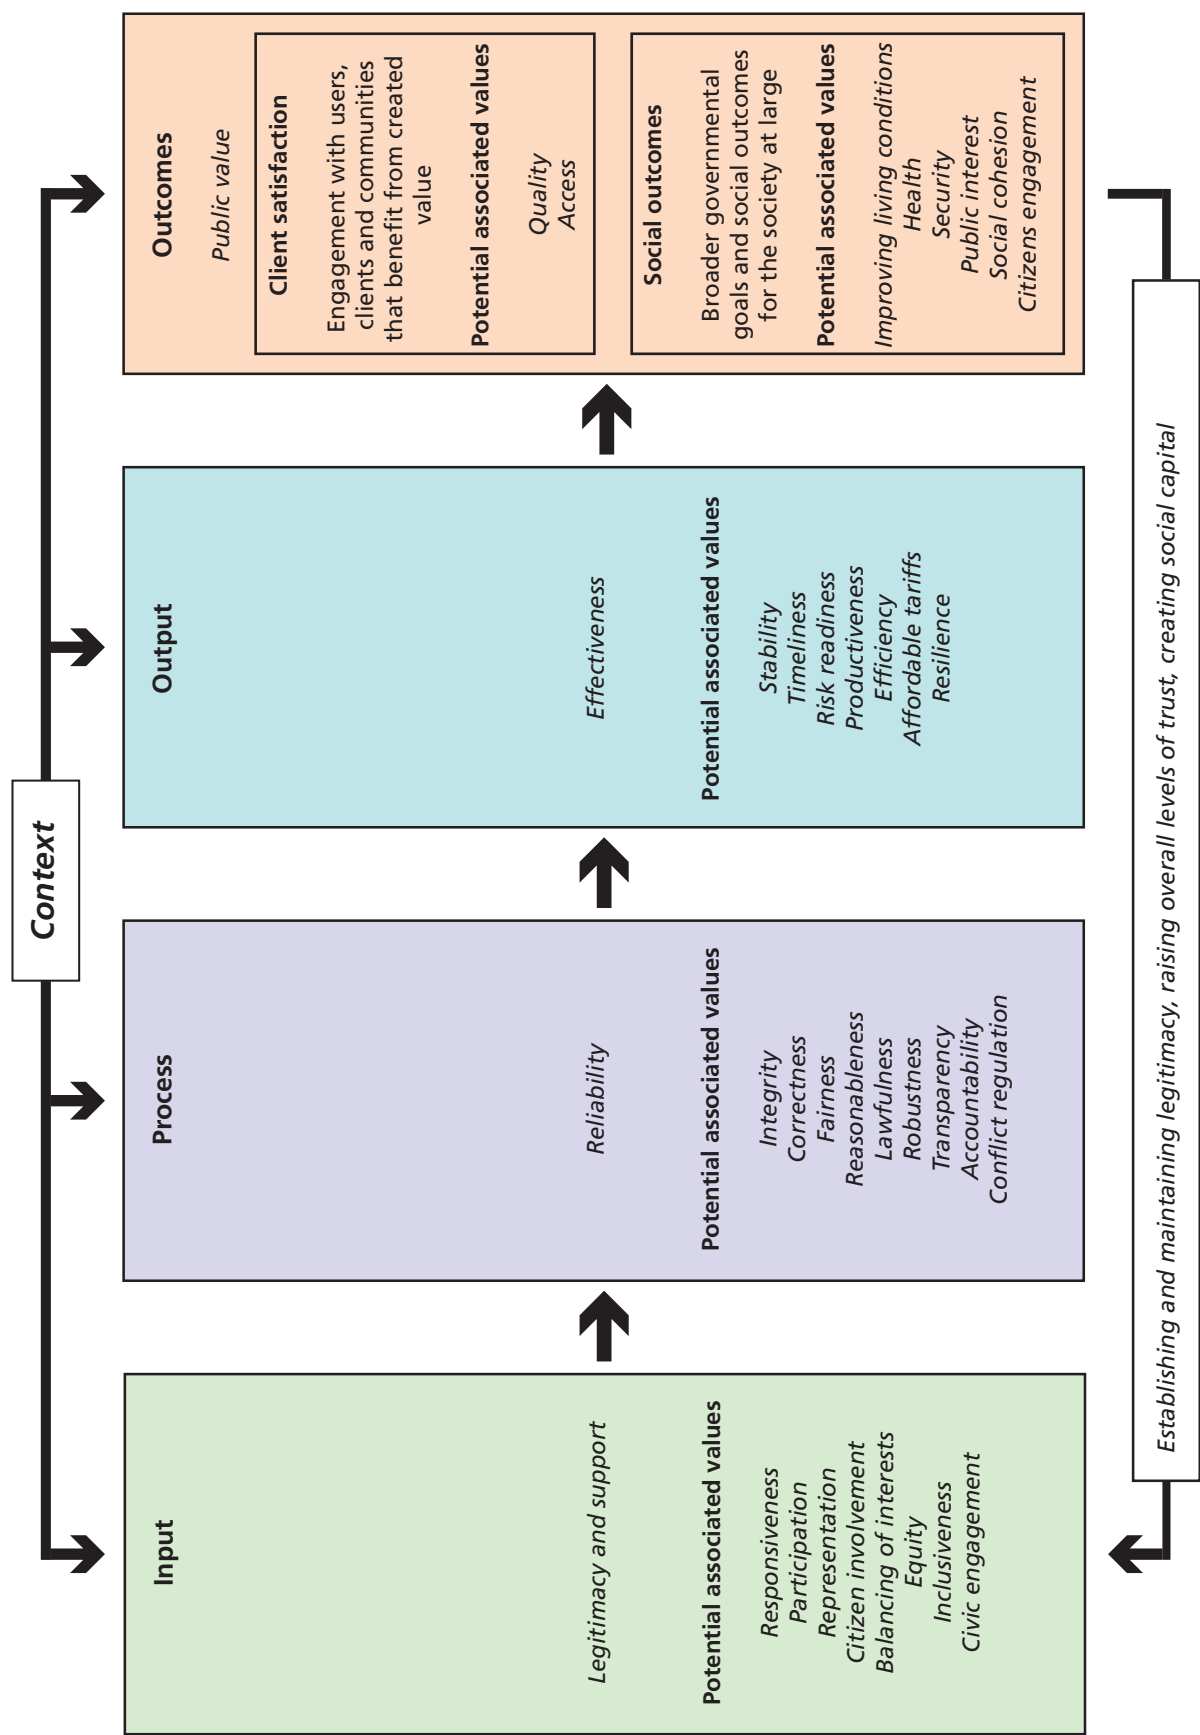 Context
Input
Legitimacy and support
Potential associated values
Responsiveness
Participation
Representation
Citizen involvement
Balancing of interests
Equity
Inclusiveness
Civic engagement
Process
Reliability
Potential associated values
Integrity
Correctness
Fairness
Reasonableness
Lawfulness
Robustness
Transparency
Accountability
Conflict regulation
Output
Effectiveness
Potential associated values
Stability
Timeliness
Risk readiness
Productiveness
Efficiency
Affordable tariffs
Resilience
Outcomes
Public value
Client satisfaction
Engagement with users,
clients and communities
that benefit from created
value
Potential associated values
Quality
Access
Social outcomes
Broader governmental
goals and social outcomes
for the society at large
Potential associated values
Improving living conditions
Health
Security
Public interest
Social cohesion
Citizens engagement
Establishing and maintaining legitimacy, raising overall levels of trust, creating social capital